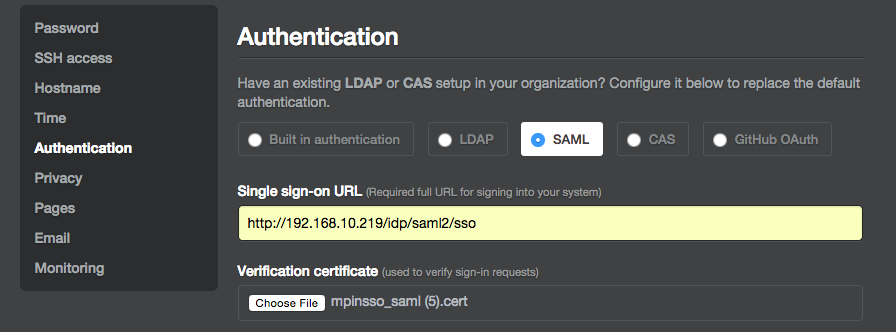 Password
SSH access
Hostname
Time
Authentication
Privacy
Pages
Email
Monitoring
Authentication
Have an existing LDAP or CAS setup in your organization? Configure it below to replace the default
authentication.
Built in authentication
LDAP
SAML
CAS
GitHub OAuth
Single sign-on URL (Required full URL for signing into your system)
http://192.168.10.219/idp/saml2/sso
Verification certificate (used to verify sign-in requests)
Choose File mpinsso_saml (5).cert